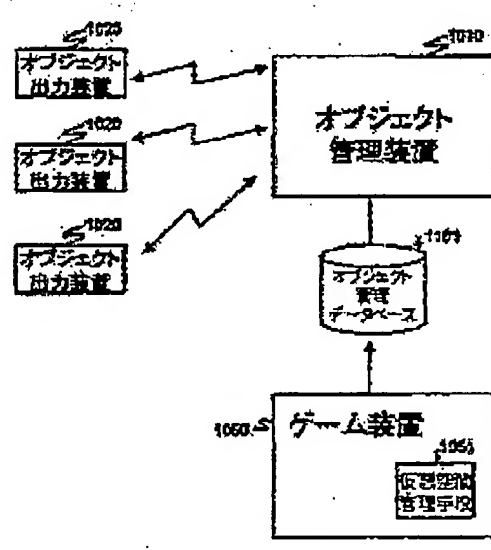 1020
オブジェクト
出力装置
1020
オブジェクト
出力装置
1020
オブジェクト
出力装置
1010
オブジェクト
管理装置
オブジェクト
管理
データベース
1050
ゲーム装置
仮想空間
管理手段